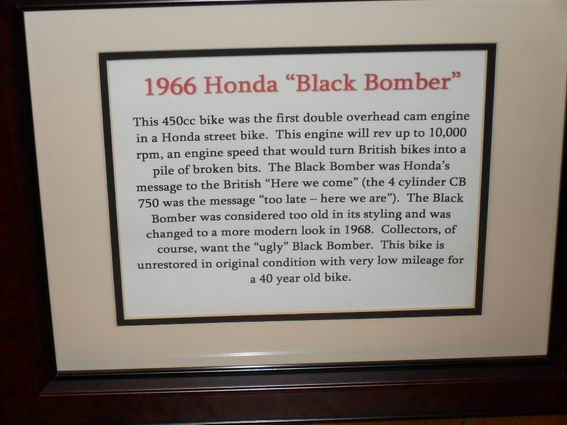 1966 Honda “Black Bomber”
This 450cc bike was the first double overhead cam engine
in a Honda street bike.  This engine will rev up to 10,000
rpm, an engine speed that would turn British bikes into a
pile of broken bits.  The Black Bomber was Honda’s
message to the British “Here we come” (the 4 cylinder CB
750 was the message “too late – here we are”).  The Black
Bomber was considered too old in its styling and was
changed to a more modern look in 1968.  Collectors, of
course, want the “ugly” Black Bomber.  This bike is
unrestored in original condition with very low mileage for
a 40 year old bike.